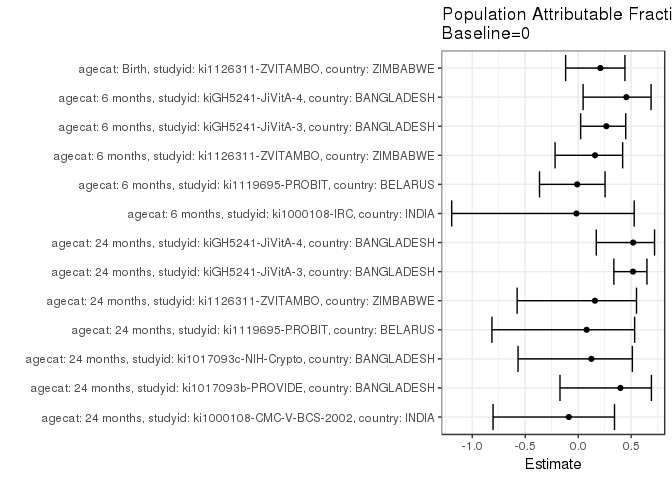 Population Attributable Fracti
Baseline=0
agecat: Birth, studyid: ki1126311-ZVITAMBO, country: ZIMBABWE
agecat: 6 months, studyid: kiGH5241-JiVitA-4, country: BANGLADESH
agecat: 6 months, studyid: kiGH5241-JiVitA-3, country: BANGLADESH
agecat: 6 months, studyid: ki1126311-ZVITAMBO, country: ZIMBABWE
agecat: 6 months, studyid: ki1119695-PROBIT, country: BELARUS
agecat: 6 months, studyid: ki1000108-IRC, country: INDIA
agecat: 24 months, studyid: kiGH5241-JiVitA-4, country: BANGLADESH
agecat: 24 months, studyid: kiGH5241-JiVitA-3, country: BANGLADESH
agecat: 24 months, studyid: ki1126311-ZVITAMBO, country: ZIMBABWE
agecat: 24 months, studyid: ki1119695-PROBIT, country: BELARUS
agecat: 24 months, studyid: ki1017093c-NIH-Crypto, country: BANGLADESH
agecat: 24 months, studyid: ki1017093b-PROVIDE, country: BANGLADESH
agecat: 24 months, studyid: ki1000108-CMC-V-BCS-2002, country: INDIA
-1.0 -0.5 0.0 0.5
Estimate